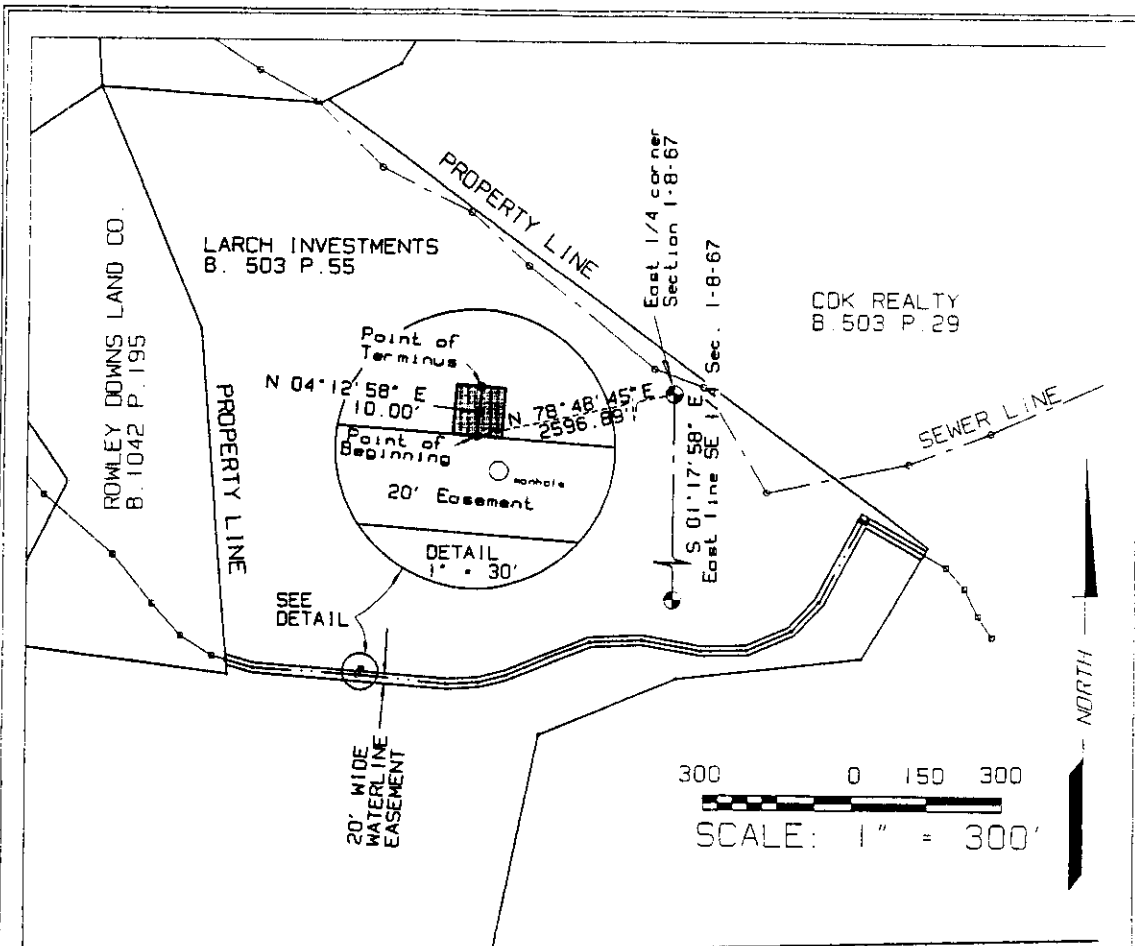 PROPERTY LINE
East 1/4 corner
Section 1-8-67
LARCH INVESTMENTS
B. 503 P.55
ROWLEY DOWNS LAND CO.
B.1042 P.195
PROPERTY LINE
CDK REALTY
B.503 P.29
Point of
Terminus
N 04°12'58" E
10.00'
N 78°48'45" E
Point of
Beginning
manhole
20' Easement
DETAIL
1" = 30'
S 01°17'58" E
East line SE 1/4 Sec. 1-8-67
SEWER LINE
SEE
DETAIL
20' WIDE
WATERLINE
EASEMENT
NORTH
300 0 150 300
SCALE: 1" = 300'